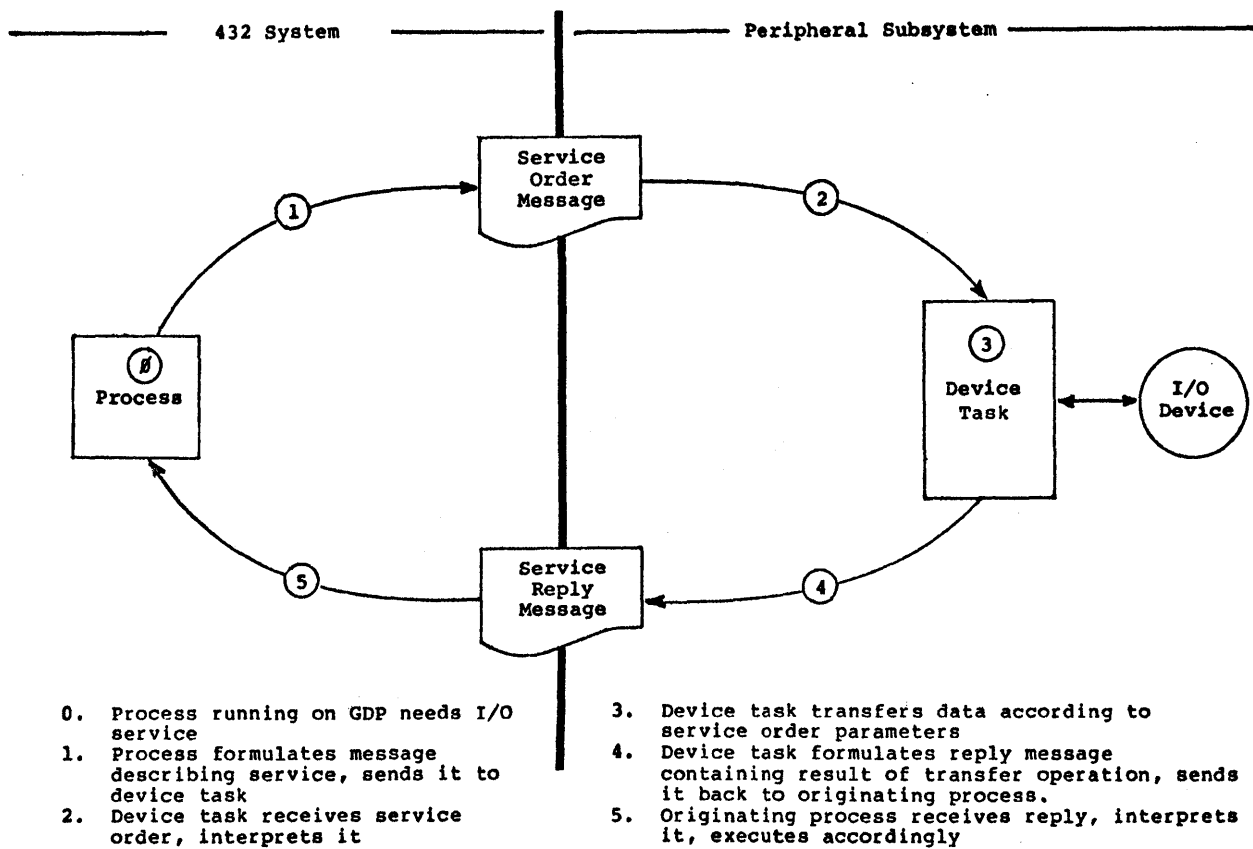 432 System
Peripheral Subsystem
Service
Order
Message
1
2
Ø
Process
3
Device
Task
I/O
Device
Service
Reply
Message
5
4
0. Process running on GDP needs I/O
service
1. Process formulates message
describing service, sends it to
device task
2. Device task receives service
order, interprets it
3. Device task transfers data according to
service order parameters
4. Device task formulates reply message
containing result of transfer operation, sends
it back to originating process.
5. Originating process receives reply, interprets
it, executes accordingly